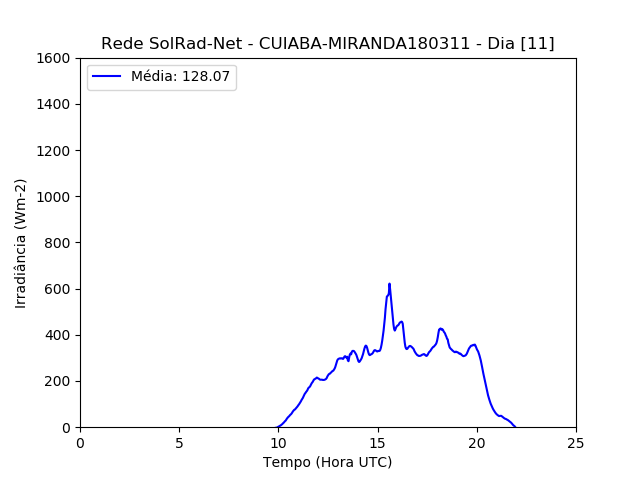 Rede SolRad-Net - CUIABA-MIRANDA180311 - Dia [11]
Média: 128.07
Irradiância (Wm-2)
1600
1400
1200
1000
800
600
400
200
0
0 5 10 15 20 25
Tempo (Hora UTC)